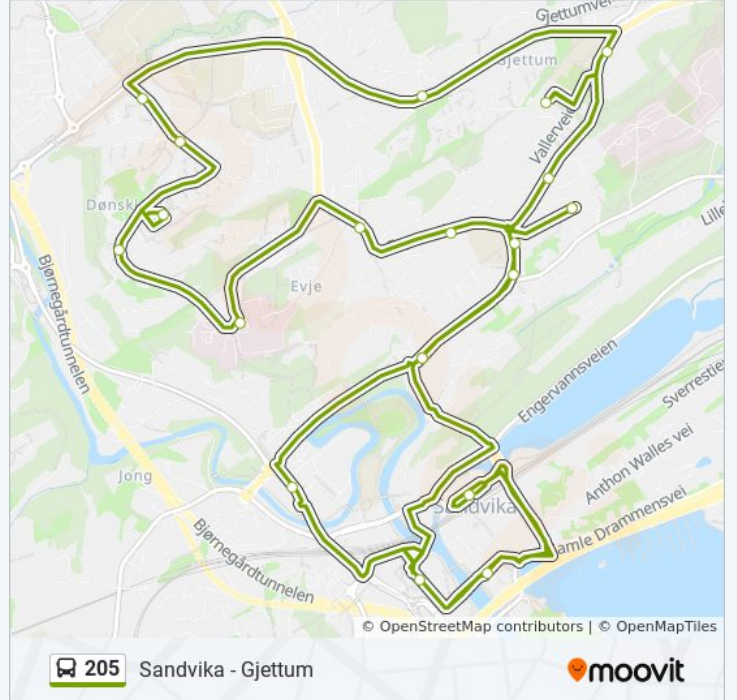 Gjettumvei
Gjettum
Vallerveie
Dønski
Lille
Bjørnegårdtunnelen
Evje
Engervannsveien
Sverrestie
Anthon Walles vei
Jong
Sandvika
amle Drammensvei
Bjørnegårdtunnelen
© OpenStreetMap contributors | © OpenMapTiles
205 Sandvika - Gjettum
moovit